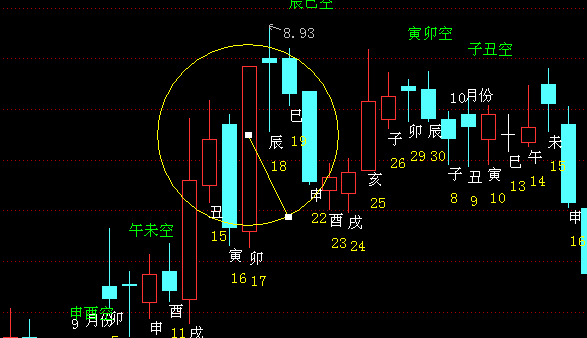 辰巳空
8.93
寅卯空
子丑空
10月份
巳
19
辰
18
子
26
卯
29
辰
30
未
15
午
14
巳
13
子
8
丑
9
寅
10
亥
25
申
22
酉
23
戌
24
丑
15
寅
16
卯
17
申
16
午未空
申酉空
9月份
卯
5
申
酉
11
戌